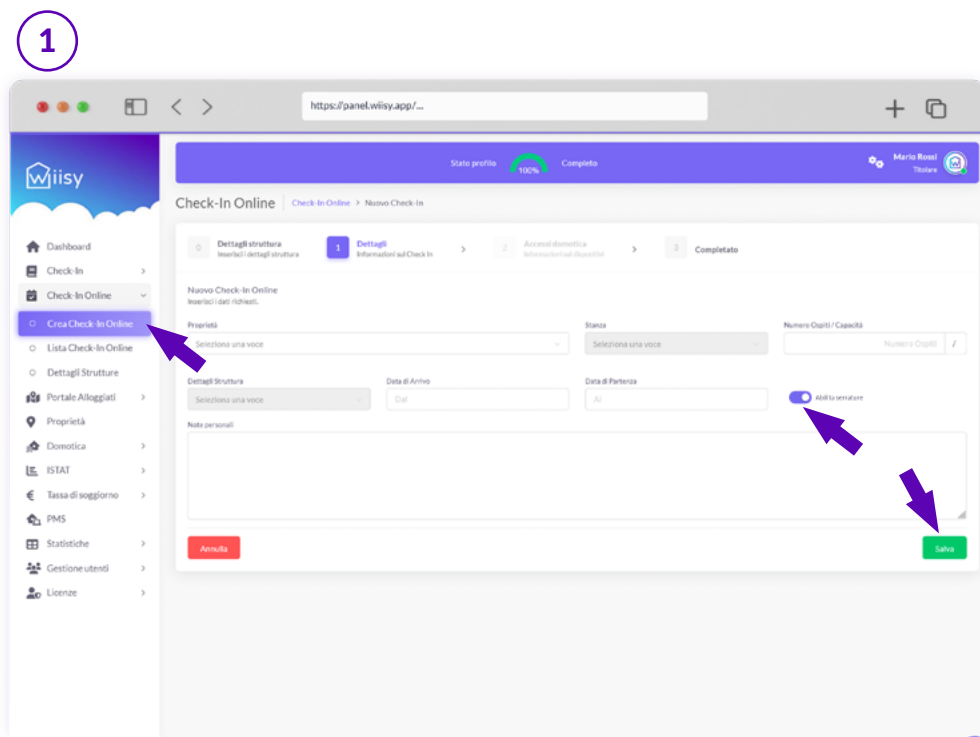 1
https://panel.wiisy.app/...
wiisy
Stato profilo 100% Completo
Mario Rossi
Titolare
Check-In Online Check-In Online > Nuovo Check-In
Dashboard
Check-In
Check-In Online
Crea Check-In Online
Lista Check-In Online
Dettagli Strutture
Portale Alloggiati
Proprietà
Domotica
ISTAT
Tassa di soggiorno
PMS
Statistiche
Gestione utenti
Licenze
0 Dettagli struttura
Inserisci i dettagli struttura
1 Dettagli
Informazioni sul Check In
2 Accessi domotica
Informazioni sui dispositivi
3 Completato
Nuovo Check-In Online
Inserisci i dati richiesti.
Proprietà
Seleziona una voce
Stanza
Seleziona una voce
Numero Ospiti / Capacità
Numero Ospiti /
Dettagli Struttura
Seleziona una voce
Data di Arrivo
Dal
Data di Partenza
Al
Abilita serrature
Note personali
Annulla
Salva